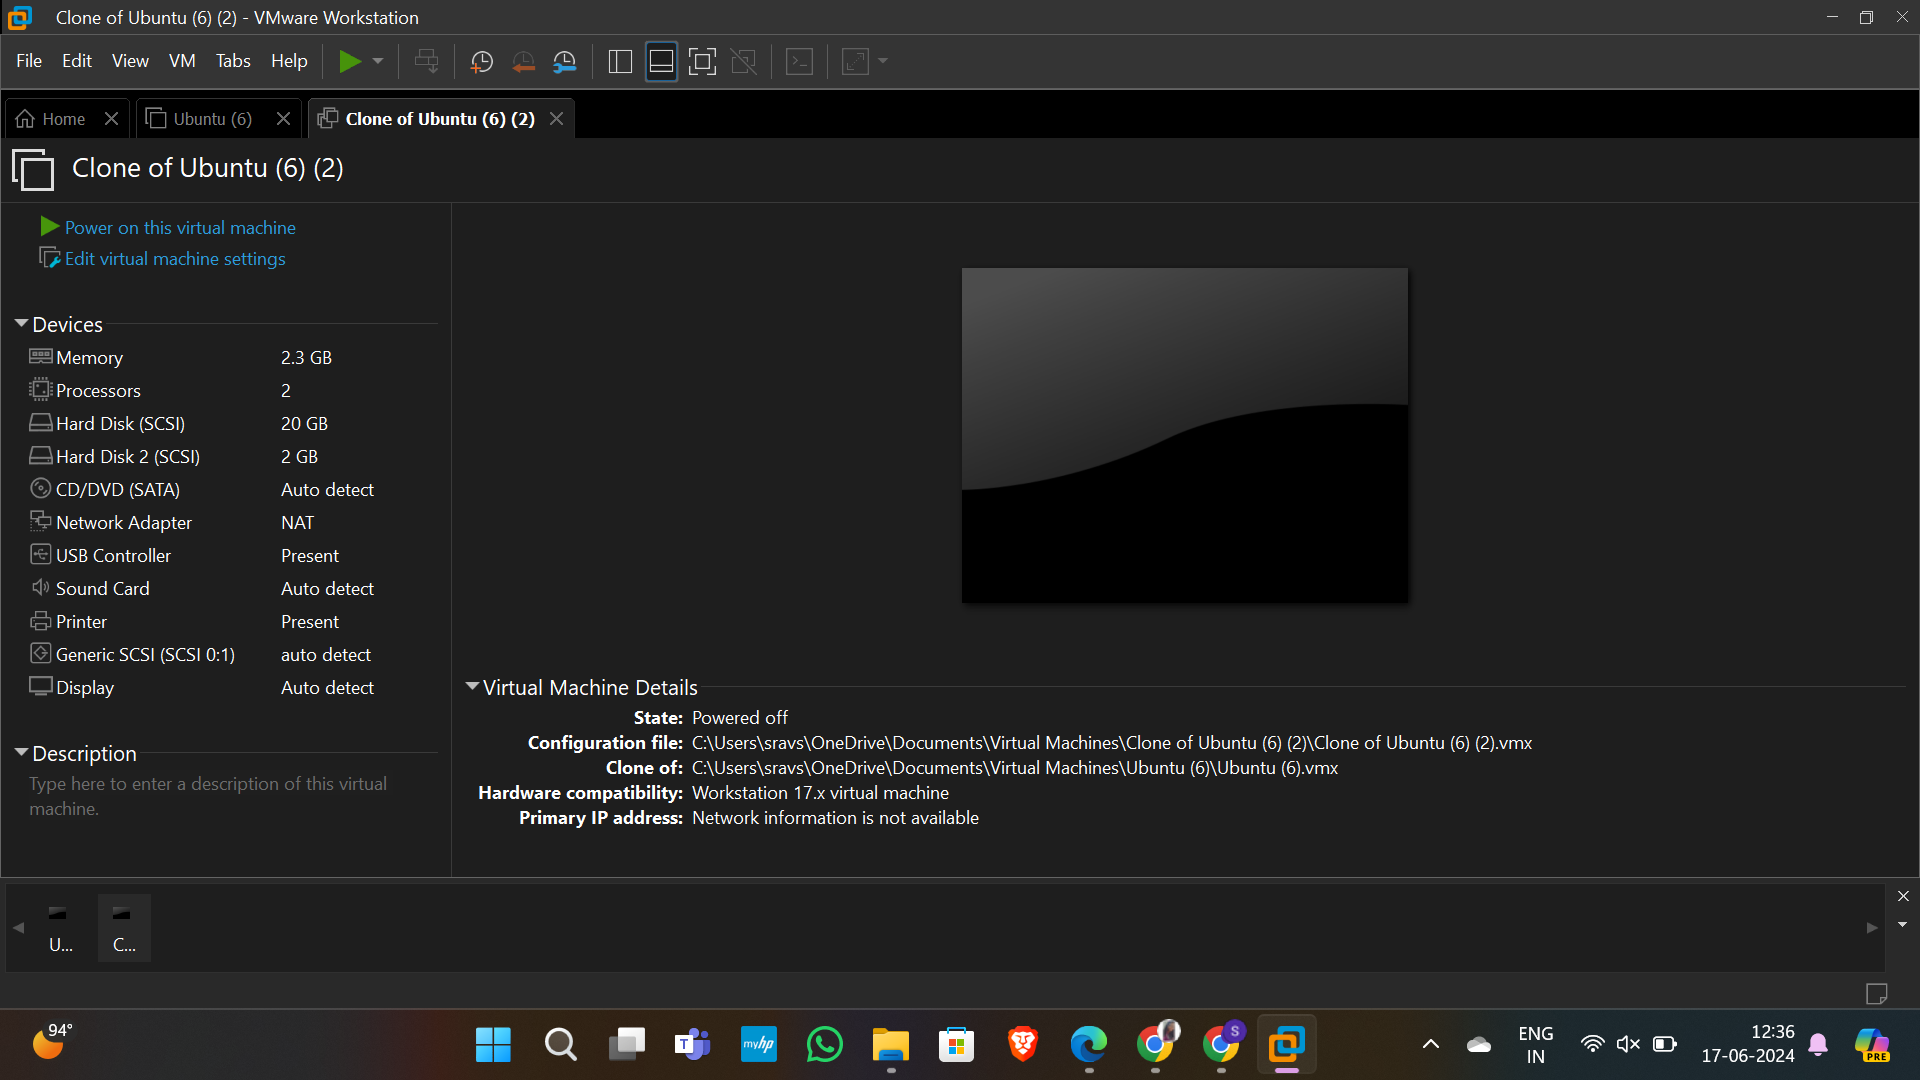 Clone of Ubuntu (6) (2) - VMware Workstation
File Edit View VM Tabs Help
Home Ubuntu (6) Clone of Ubuntu (6) (2)
Clone of Ubuntu (6) (2)
Power on this virtual machine
Edit virtual machine settings
Devices
Memory 2.3 GB
Processors 2
Hard Disk (SCSI) 20 GB
Hard Disk 2 (SCSI) 2 GB
CD/DVD (SATA) Auto detect
Network Adapter NAT
USB Controller Present
Sound Card Auto detect
Printer Present
Generic SCSI (SCSI 0:1) auto detect
Display Auto detect
Description
Type here to enter a description of this virtual
machine.
Virtual Machine Details
State: Powered off
Configuration file: C:\Users\sravs\OneDrive\Documents\Virtual Machines\Clone of Ubuntu (6) (2)\Clone of Ubuntu (6) (2).vmx
Clone of: C:\Users\sravs\OneDrive\Documents\Virtual Machines\Ubuntu (6)\Ubuntu (6).vmx
Hardware compatibility: Workstation 17.x virtual machine
Primary IP address: Network information is not available
U... C...
94°
T
myhp
S
ENG
IN
12:36
17-06-2024
PRE